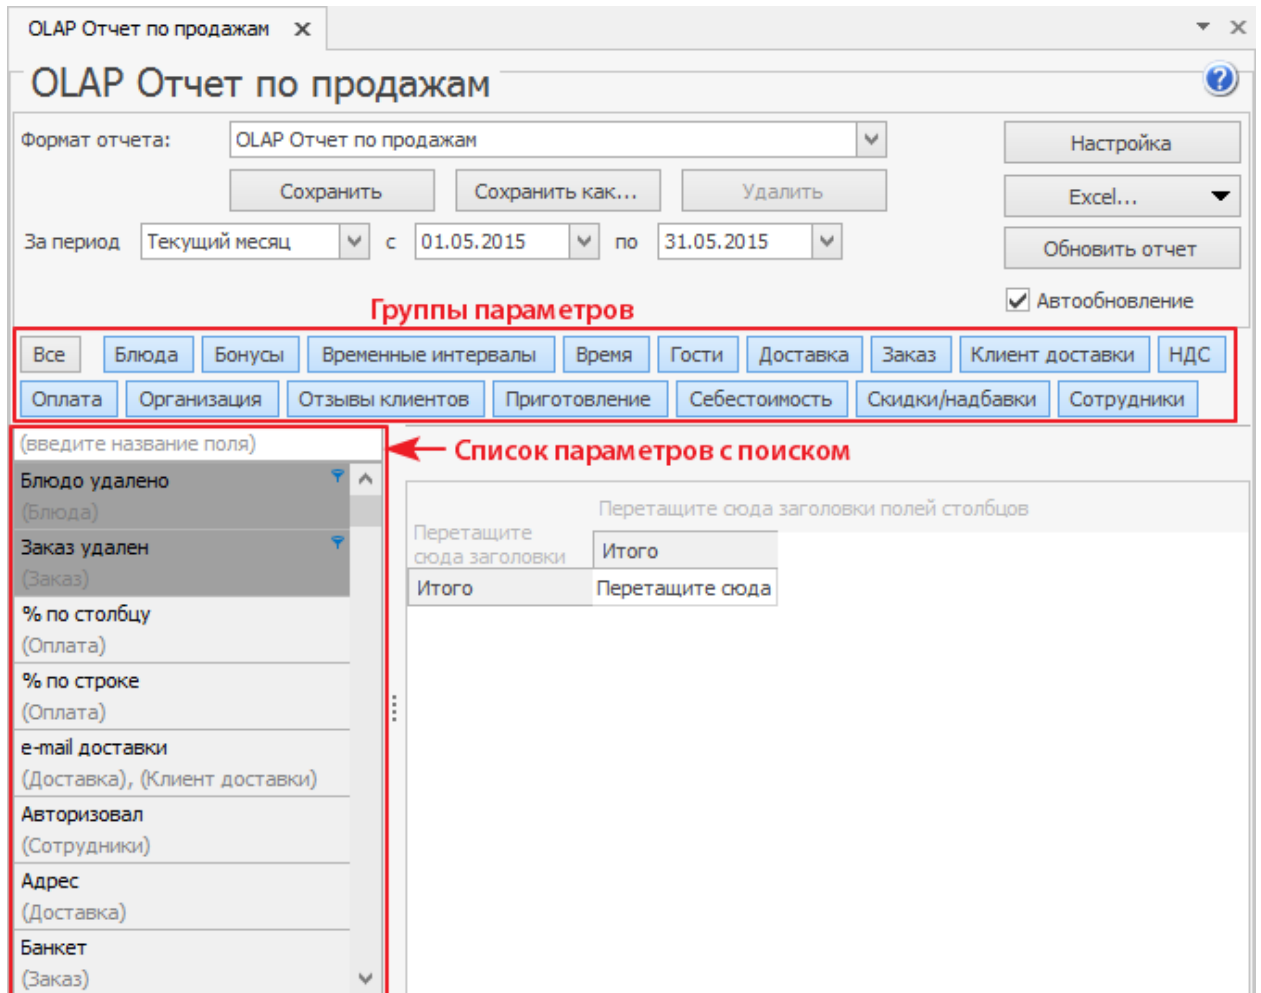 OLAP Отчет по продажам
OLAP Отчет по продажам
Формат отчета: OLAP Отчет по продажам Настройка
Сохранить Сохранить как... Удалить Excel...
За период Текущий месяц с 01.05.2015 по 31.05.2015 Обновить отчет
Автообновление
Группы параметров
Все Блюда Бонусы Временные интервалы Время Гости Доставка Заказ Клиент доставки НДС
Оплата Организация Отзывы клиентов Приготовление Себестоимость Скидки/надбавки Сотрудники
(введите название поля)
Список параметров с поиском
Блюдо удалено
(Блюда)
Заказ удален
(Заказ)
% по столбцу
(Оплата)
% по строке
(Оплата)
e-mail доставки
(Доставка), (Клиент доставки)
Авторизовал
(Сотрудники)
Адрес
(Доставка)
Банкет
(Заказ)
Перетащите сюда заголовки полей столбцов
Перетащите
сюда заголовки
Итого
Итого Перетащите сюда